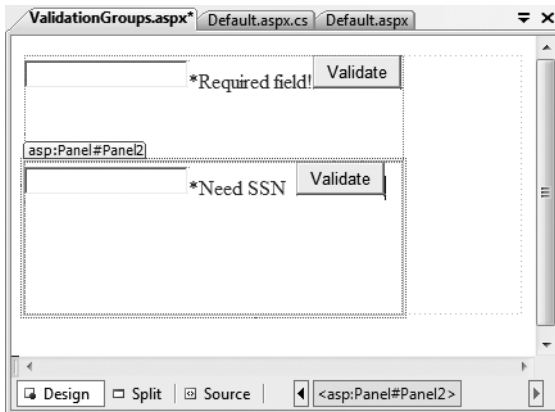 ValidationGroups.aspx* Default.aspx.cs Default.aspx
*Required field! Validate
asp:Panel#Panel2
*Need SSN Validate
Design Split Source <asp:Panel#Panel2>